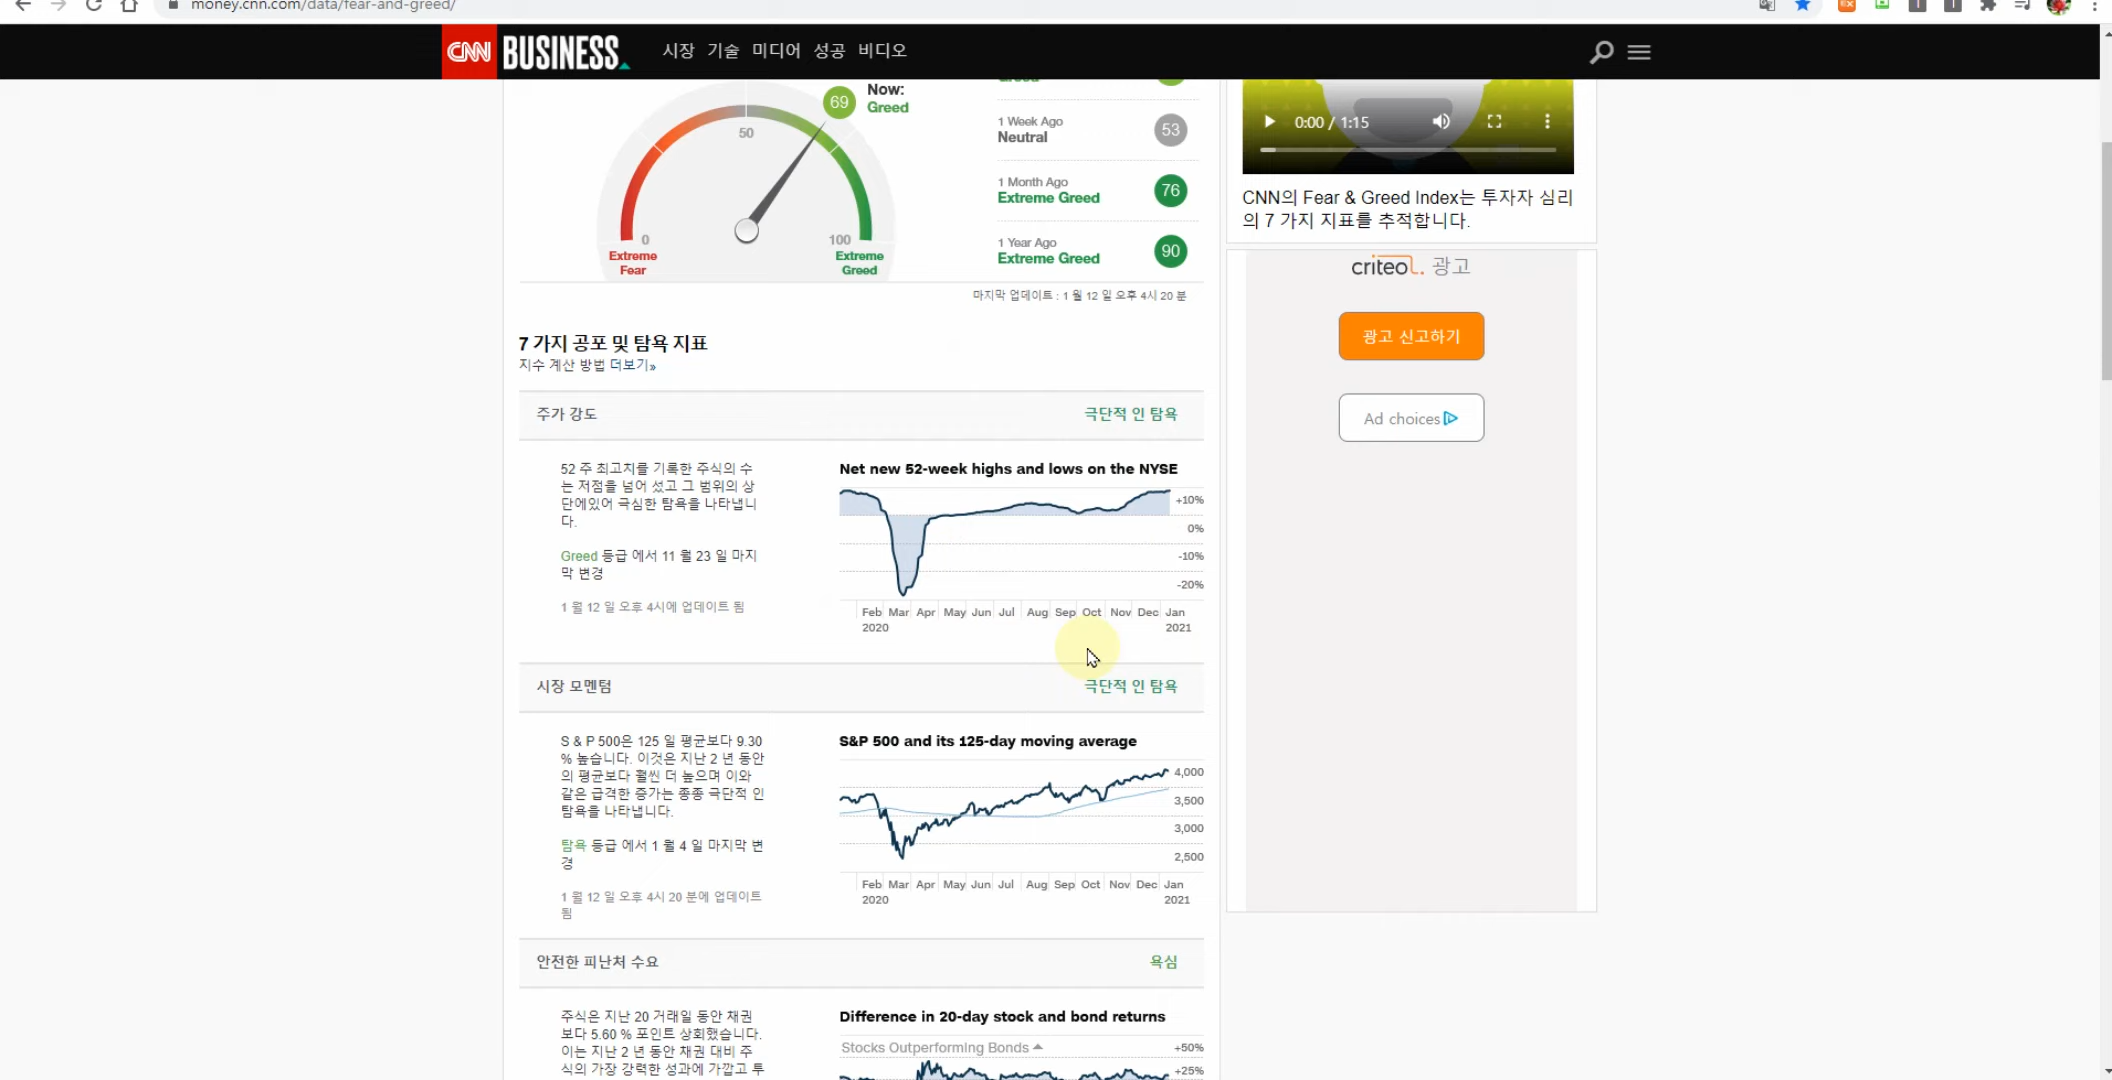 money.cnn.com/data/fear-and-greed/
CNN BUSINESS 시장 기술 미디어 성공 비디오
69
Now:
Greed
50
0
Extreme
Fear
100
Extreme
Greed
Greed
1 Week Ago
Neutral
53
1 Month Ago
Extreme Greed
76
1 Year Ago
Extreme Greed
90
마지막 업데이트 : 1 월 12 일 오후 4시 20 분
0:00 / 1:15
CNN의 Fear & Greed Index는 투자자 심리
의 7 가지 지표를 추적합니다.
criteo. 광고
광고 신고하기
Ad choices
7 가지 공포 및 탐욕 지표
지수 계산 방법 더보기»
주가 강도
극단적 인 탐욕
52 주 최고치를 기록한 주식의 수
는 저점을 넘어 섰고 그 범위의 상
단에있어 극심한 탐욕을 나타냅니
다.
Greed 등급 에서 11 월 23 일 마지
막 변경
1 월 12 일 오후 4시에 업데이트 됨
Net new 52-week highs and lows on the NYSE
+10%
0%
-10%
-20%
Feb Mar Apr May Jun Jul Aug Sep Oct Nov Dec Jan
2020 2021
시장 모멘텀
극단적 인 탐욕
S & P 500은 125 일 평균보다 9.30
% 높습니다. 이것은 지난 2 년 동안
의 평균보다 훨씬 더 높으며 이와
같은 급격한 증가는 종종 극단적 인
탐욕을 나타냅니다.
탐욕 등급 에서 1 월 4 일 마지막 변
경
1 월 12 일 오후 4시 20 분에 업데이트
됨
S&P 500 and its 125-day moving average
4,000
3,500
3,000
2,500
Feb Mar Apr May Jun Jul Aug Sep Oct Nov Dec Jan
2020 2021
안전한 피난처 수요
욕심
주식은 지난 20 거래일 동안 채권
보다 5.60 % 포인트 상회했습니다.
이는 지난 2 년 동안 채권 대비 주
식의 가장 강력한 성과에 가깝고 투
Difference in 20-day stock and bond returns
Stocks Outperforming Bonds
+50%
+25%